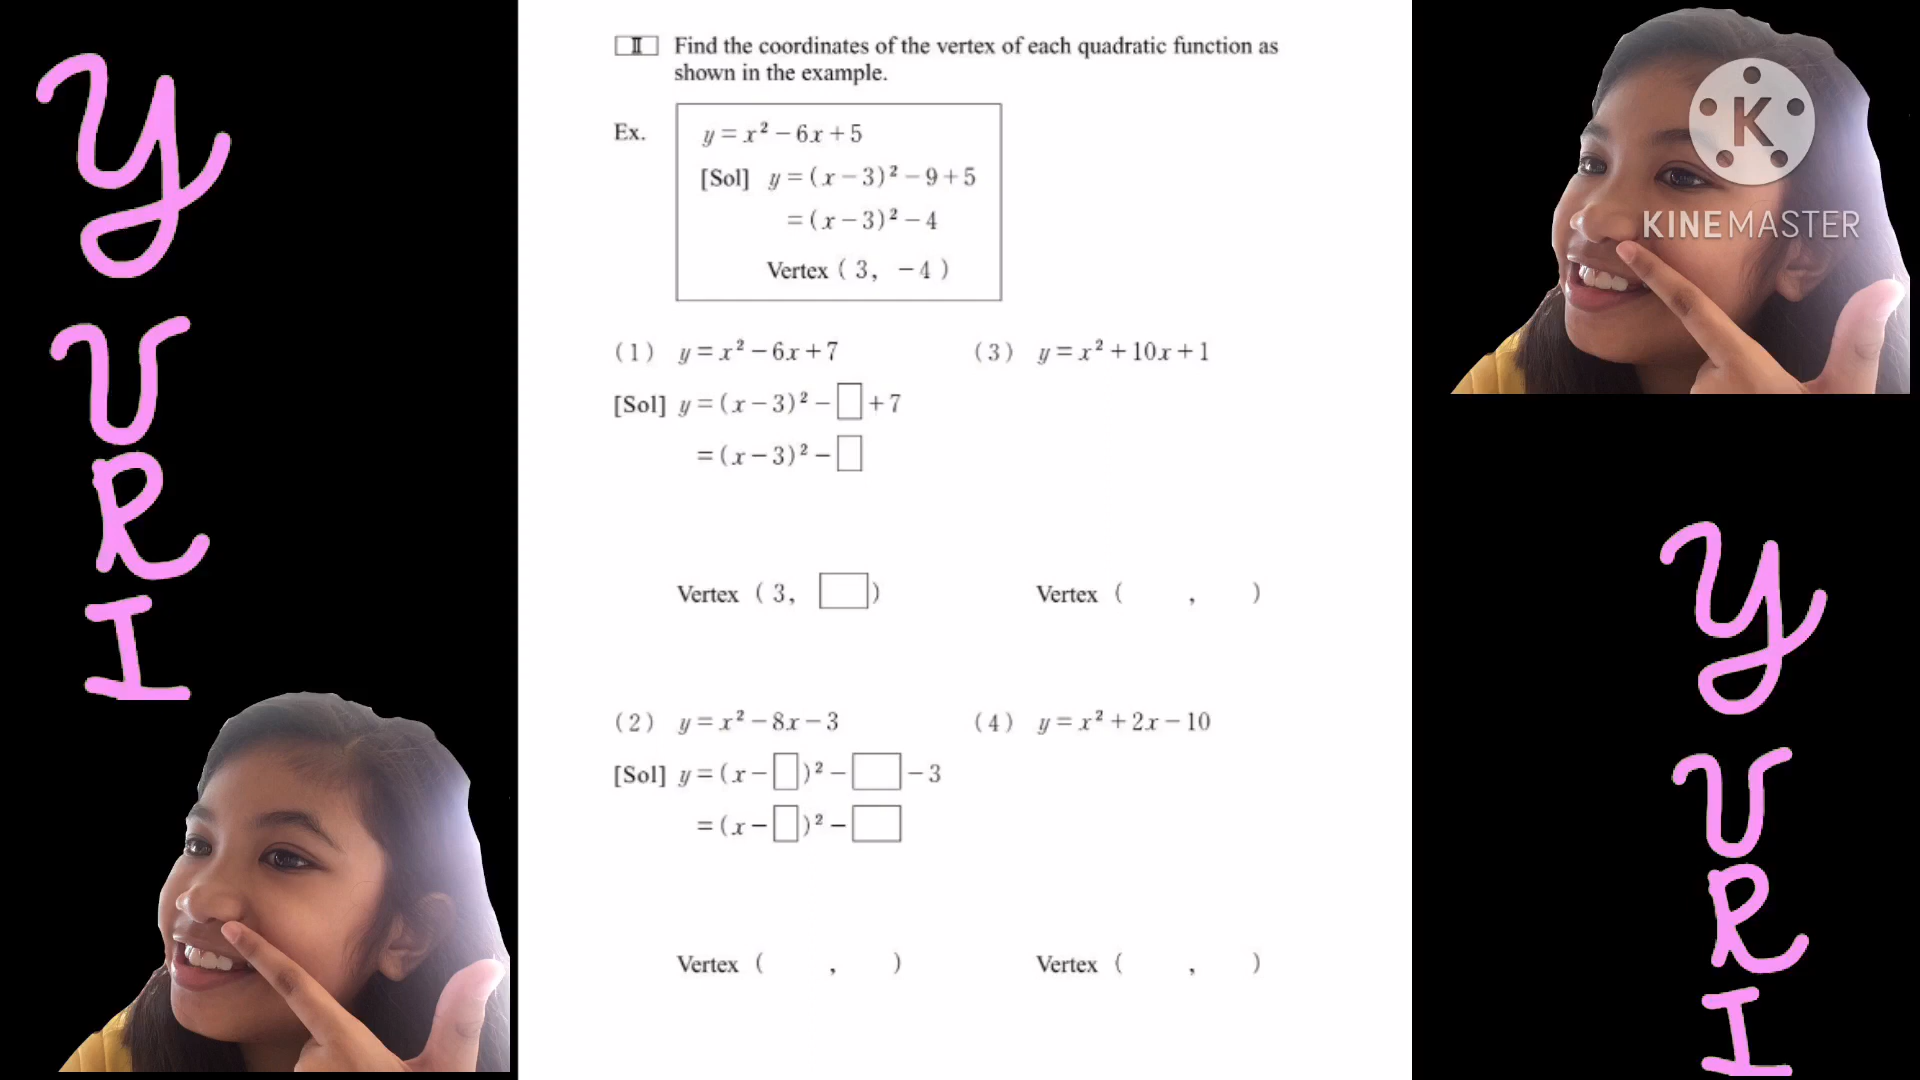 Y
U
R
I
II Find the coordinates of the vertex of each quadratic function as
shown in the example.
Ex.
y = x² − 6x + 5
[Sol] y = (x − 3)² − 9 + 5
= (x − 3)² − 4
Vertex ( 3, −4 )
(1) y = x² − 6x + 7
[Sol] y = (x − 3)² − □ + 7
= (x − 3)² − □
Vertex ( 3, □ )
(2) y = x² − 8x − 3
[Sol] y = (x − □ )² − □ − 3
= (x − □ )² − □
Vertex ( , )
(3) y = x² + 10x + 1
Vertex ( , )
(4) y = x² + 2x − 10
Vertex ( , )
K
KINEMASTER
Y
U
R
I